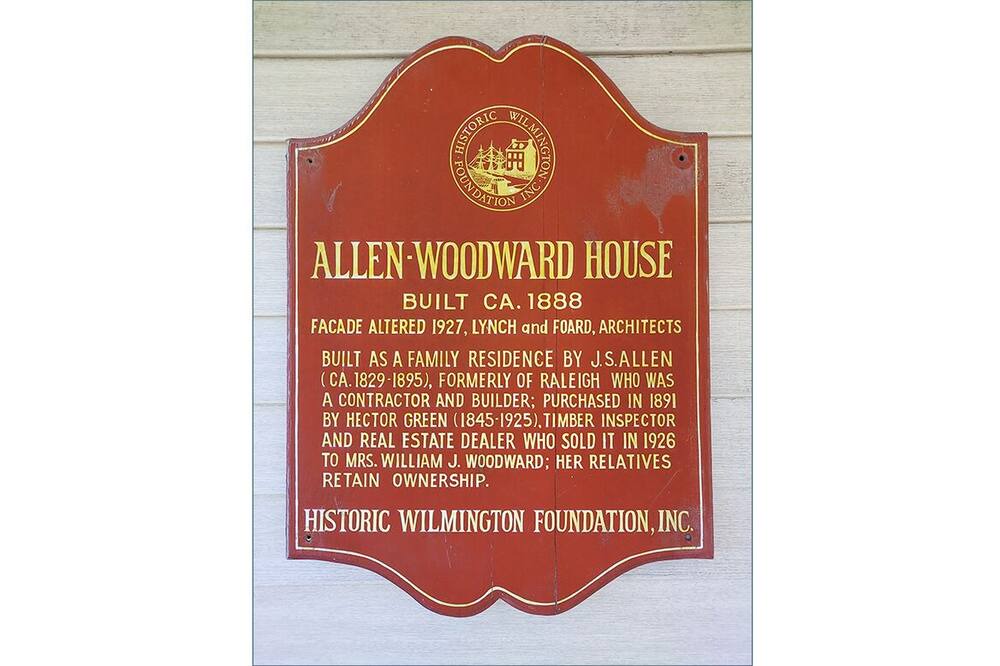 HISTORIC WILMINGTON
FOUNDATION INC.
ALLEN-WOODWARD HOUSE
BUILT CA. 1888
FACADE ALTERED 1927, LYNCH and FOARD, ARCHITECTS
BUILT AS A FAMILY RESIDENCE BY J.S. ALLEN
(CA. 1829-1895), FORMERLY OF RALEIGH WHO WAS
A CONTRACTOR AND BUILDER; PURCHASED IN 1891
BY HECTOR GREEN (1845-1925), TIMBER INSPECTOR
AND REAL ESTATE DEALER WHO SOLD IT IN 1926
TO MRS. WILLIAM J. WOODWARD; HER RELATIVES
RETAIN OWNERSHIP.
HISTORIC WILMINGTON FOUNDATION, INC.